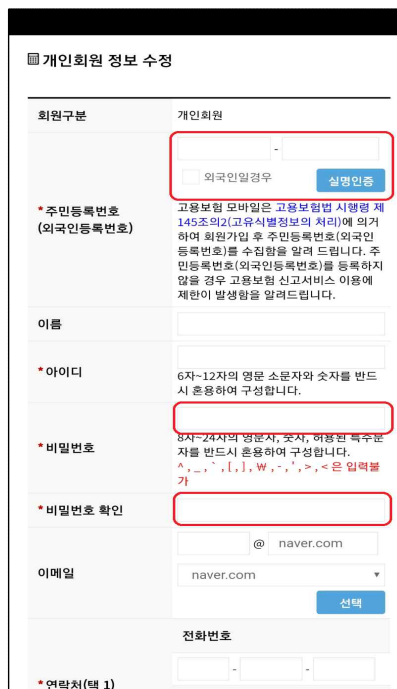 개인회원 정보 수정
회원구분 개인회원
-
외국인일경우 실명인증
* 주민등록번호
(외국인등록번호)
고용보험 모바일은 고용보험법 시행령 제
145조의2(고유식별정보의 처리)에 의거
하여 회원가입 후 주민등록번호(외국인
등록번호)를 수집함을 알려 드립니다. 주
민등록번호(외국인등록번호)를 등록하지
않을 경우 고용보험 신고서비스 이용에
제한이 발생함을 알려드립니다.
이름
* 아이디
6자~12자의 영문 소문자와 숫자를 반드
시 혼용하여 구성합니다.
* 비밀번호
8자~24자의 영문자, 숫자, 허용된 특수문
자를 반드시 혼용하여 구성합니다.
^ , _ , ` , [ , ] , ₩ , - , ' , > , < 은 입력불
가
* 비밀번호 확인
이메일
@ naver.com
naver.com
선택
전화번호
- -
* 연락처(택 1)